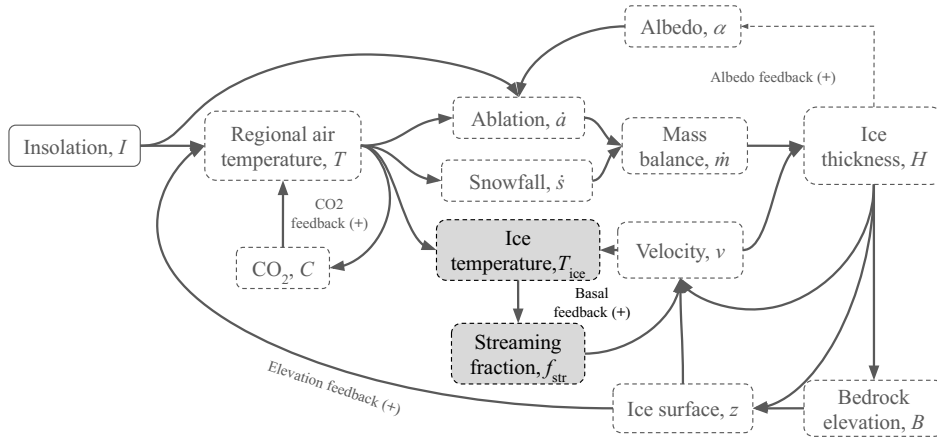 Albedo, α
Albedo feedback (+)
Insolation, I
Regional air
temperature, T
Ablation, ȧ
Mass
balance, ṁ
Ice
thickness, H
Snowfall, ṡ
CO2
feedback (+)
Ice
temperature,T_ice
Velocity, v
CO₂, C
Basal
feedback (+)
Streaming
fraction, f_str
Elevation feedback (+)
Ice surface, z
Bedrock
elevation, B